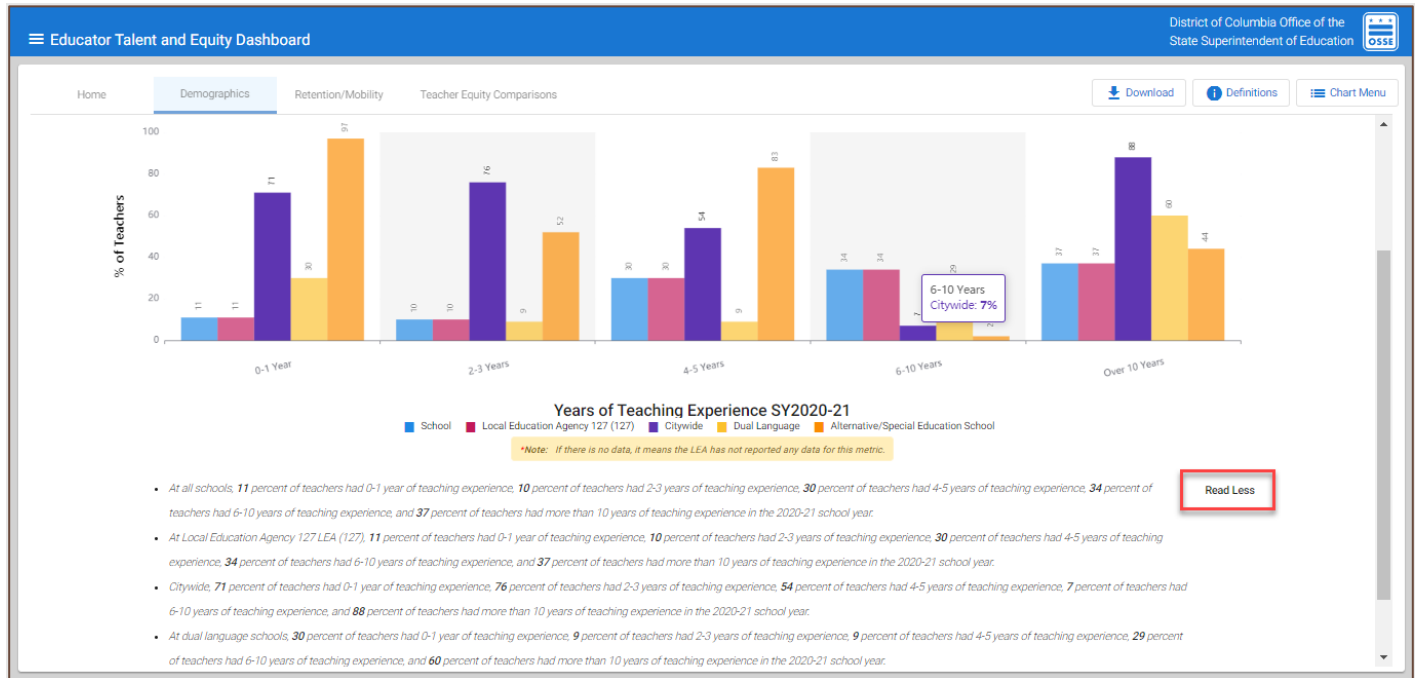 District of Columbia Office of the
Educator Talent and Equity Dashboard
State Superintendent of Education
OSSE
Home Demographics Retention/Mobility Teacher Equity Comparisons Download Definitions Chart Menu
% of Teachers
100
80
60
40
20
0
11 11 71 30 97
10 10 76 9 52
30 30 54 9 83
34 34 7 29 2
37 37 88 60 44
6-10 Years
Citywide: 7%
0-1 Year 2-3 Years 4-5 Years 6-10 Years Over 10 Years
Years of Teaching Experience SY2020-21
School Local Education Agency 127 (127) Citywide Dual Language Alternative/Special Education School
*Note: If there is no data, it means the LEA has not reported any data for this metric.
At all schools, 11 percent of teachers had 0-1 year of teaching experience, 10 percent of teachers had 2-3 years of teaching experience, 30 percent of teachers had 4-5 years of teaching experience, 34 percent of
Read Less
teachers had 6-10 years of teaching experience, and 37 percent of teachers had more than 10 years of teaching experience in the 2020-21 school year.
At Local Education Agency 127 LEA (127), 11 percent of teachers had 0-1 year of teaching experience, 10 percent of teachers had 2-3 years of teaching experience, 30 percent of teachers had 4-5 years of teaching
experience, 34 percent of teachers had 6-10 years of teaching experience, and 37 percent of teachers had more than 10 years of teaching experience in the 2020-21 school year.
Citywide, 71 percent of teachers had 0-1 year of teaching experience, 76 percent of teachers had 2-3 years of teaching experience, 54 percent of teachers had 4-5 years of teaching experience, 7 percent of teachers had
6-10 years of teaching experience, and 88 percent of teachers had more than 10 years of teaching experience in the 2020-21 school year.
At dual language schools, 30 percent of teachers had 0-1 year of teaching experience, 9 percent of teachers had 2-3 years of teaching experience, 9 percent of teachers had 4-5 years of teaching experience, 29 percent
of teachers had 6-10 years of teaching experience, and 60 percent of teachers had more than 10 years of teaching experience in the 2020-21 school year.